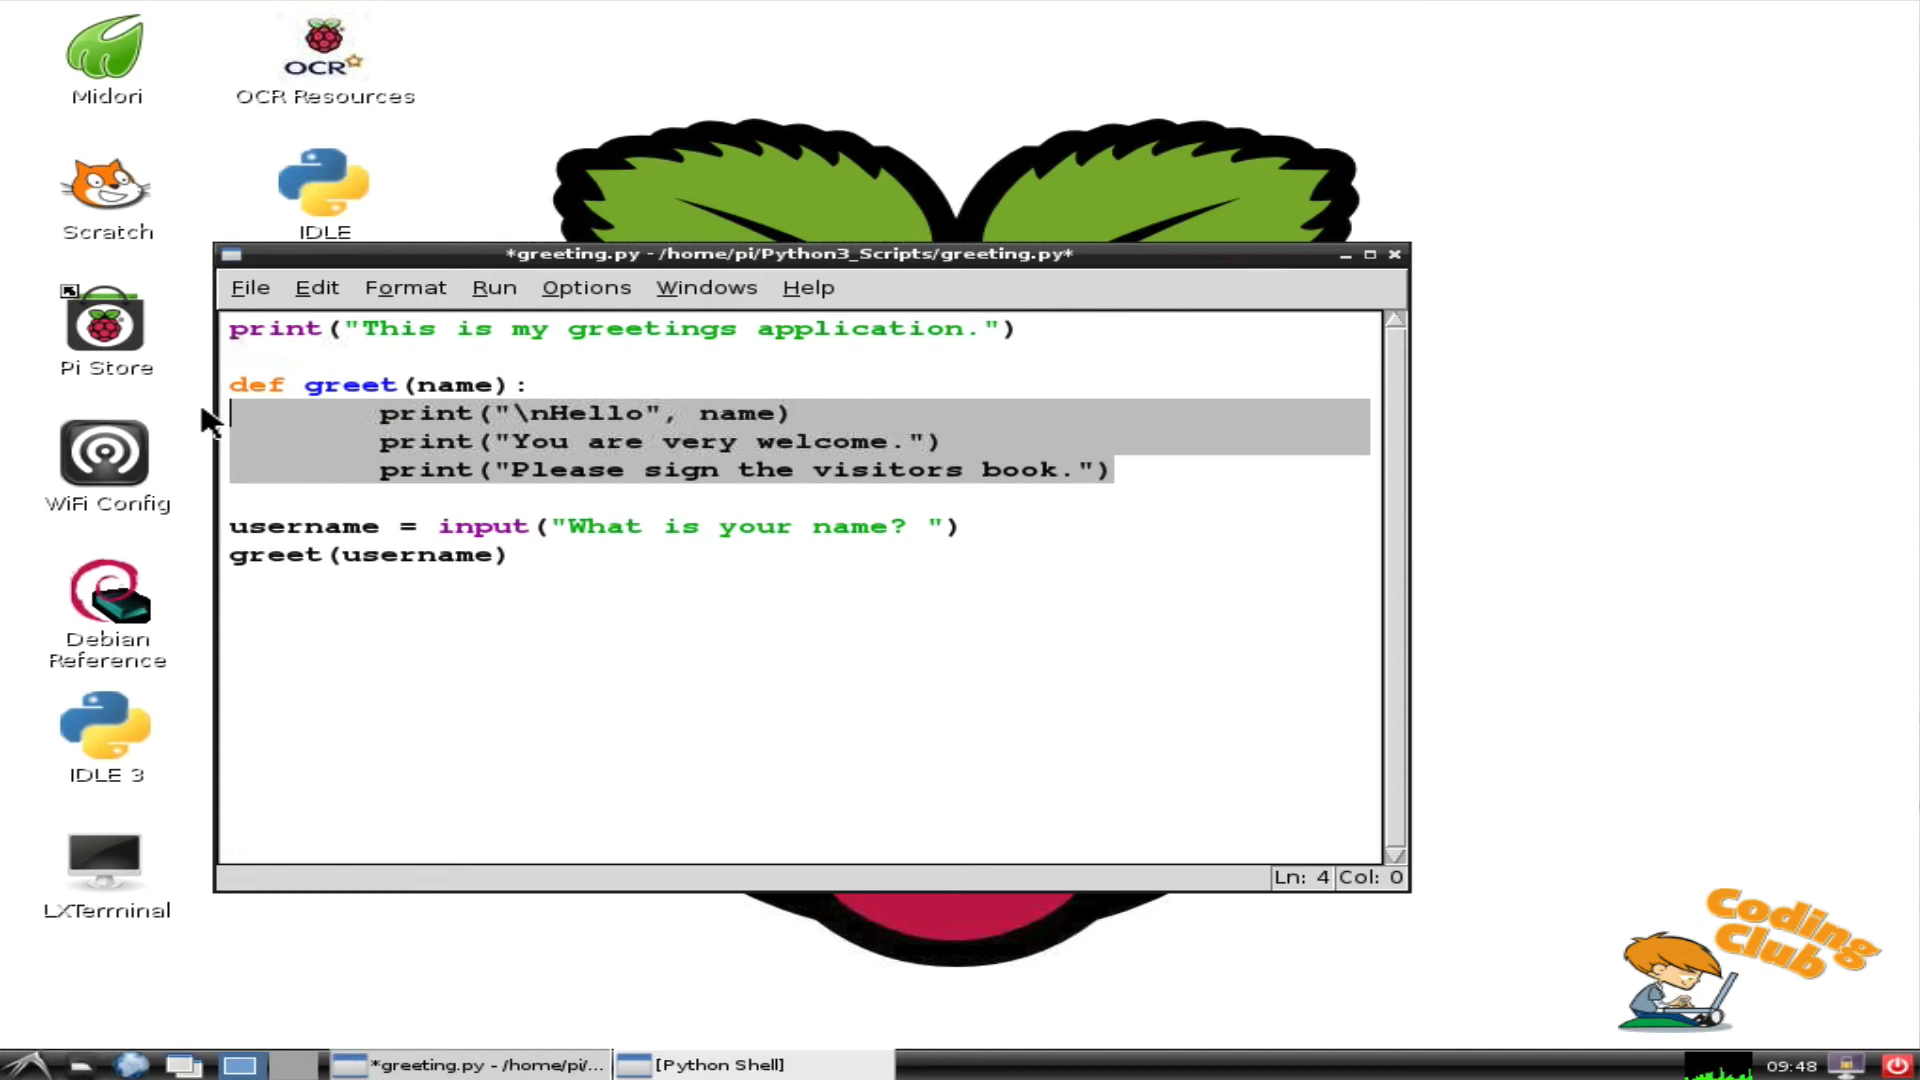 Midori
OCR
OCR Resources
Scratch
IDLE
Pi Store
WiFi Config
Debian
Reference
IDLE 3
LXTerminal
*greeting.py - /home/pi/Python3_Scripts/greeting.py*
File Edit Format Run Options Windows Help
print("This is my greetings application.")
def greet(name):
        print("\nHello", name)
        print("You are very welcome.")
        print("Please sign the visitors book.")
username = input("What is your name? ")
greet(username)
Ln: 4 Col: 0
Coding
Club
*greeting.py - /home/pi/... [Python Shell] 09:48